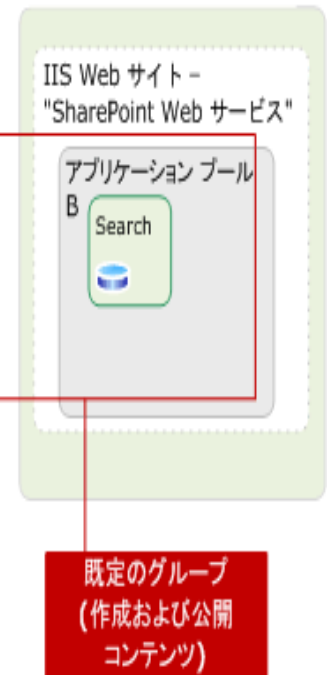 IIS Web サイト –
"SharePoint Web サービス"
アプリケーション プール
B
Search
既定のグループ
(作成および公開
コンテンツ)